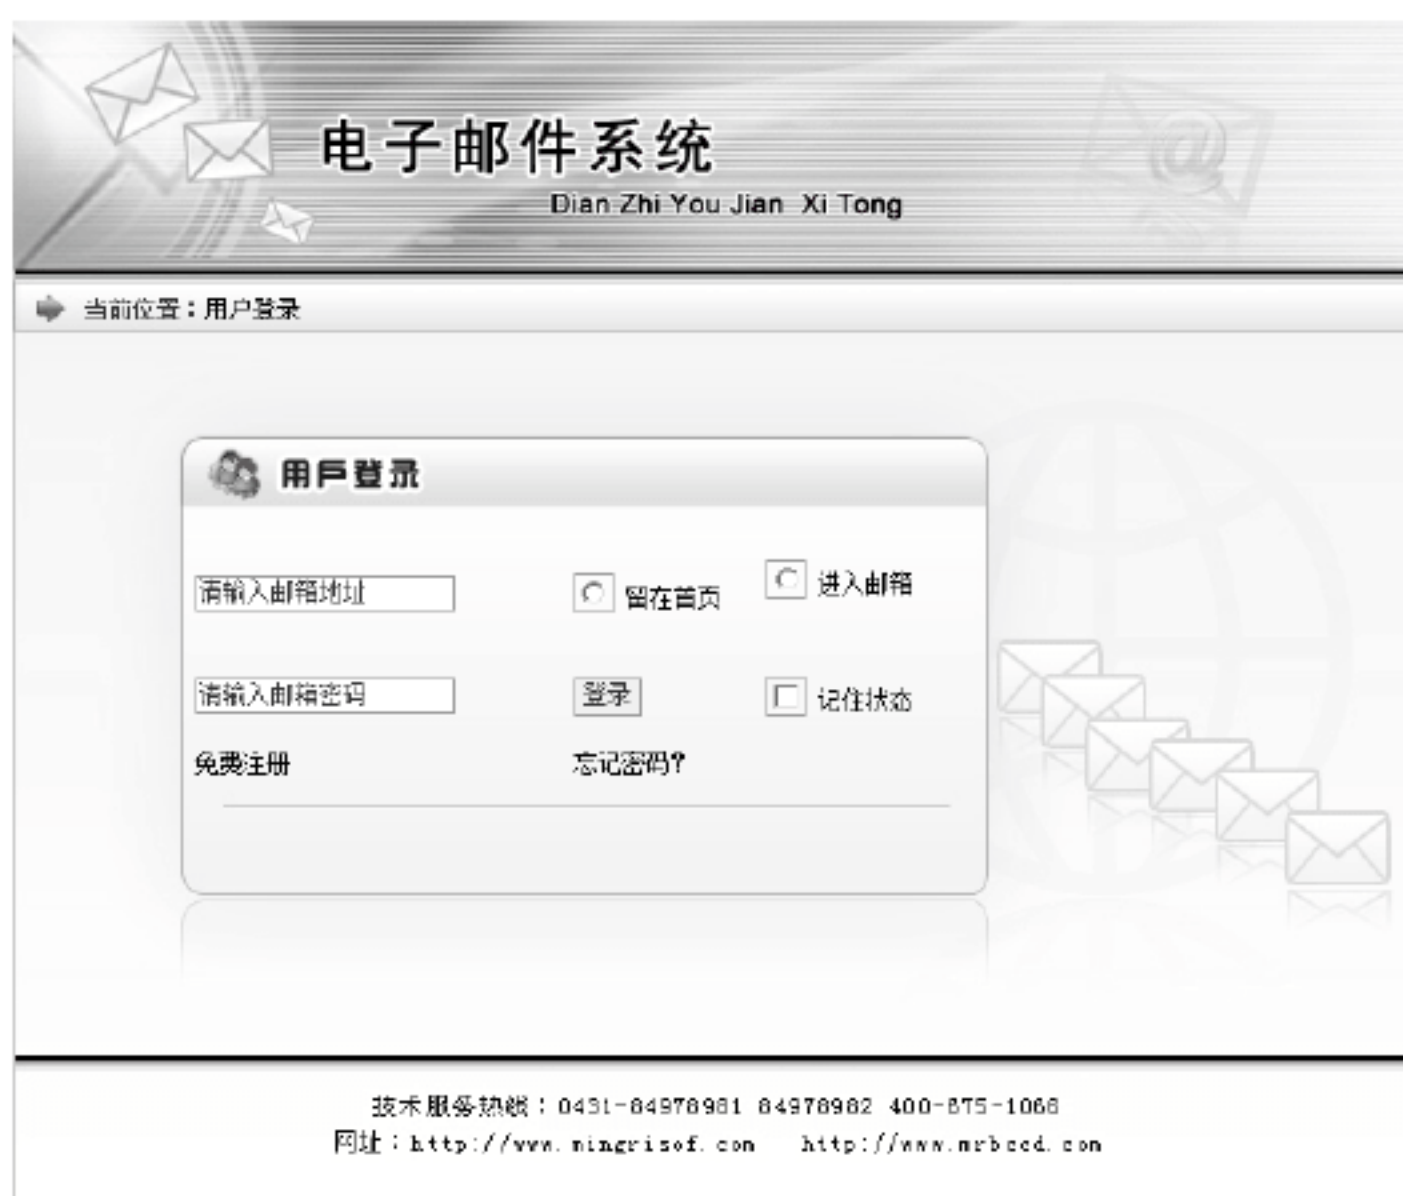 电子邮件系统
Dian Zhi You Jian Xi Tong
当前位置：用户登录
用戶登录
请输入邮箱地址
留在首页
进入邮箱
请输入邮箱密码
登录
记住状态
免费注册
忘记密码？
技术服务热线：0431-84978981 84978982 400-675-1066
网址：http://www.mingrisof.com http://www.mrbccd.com